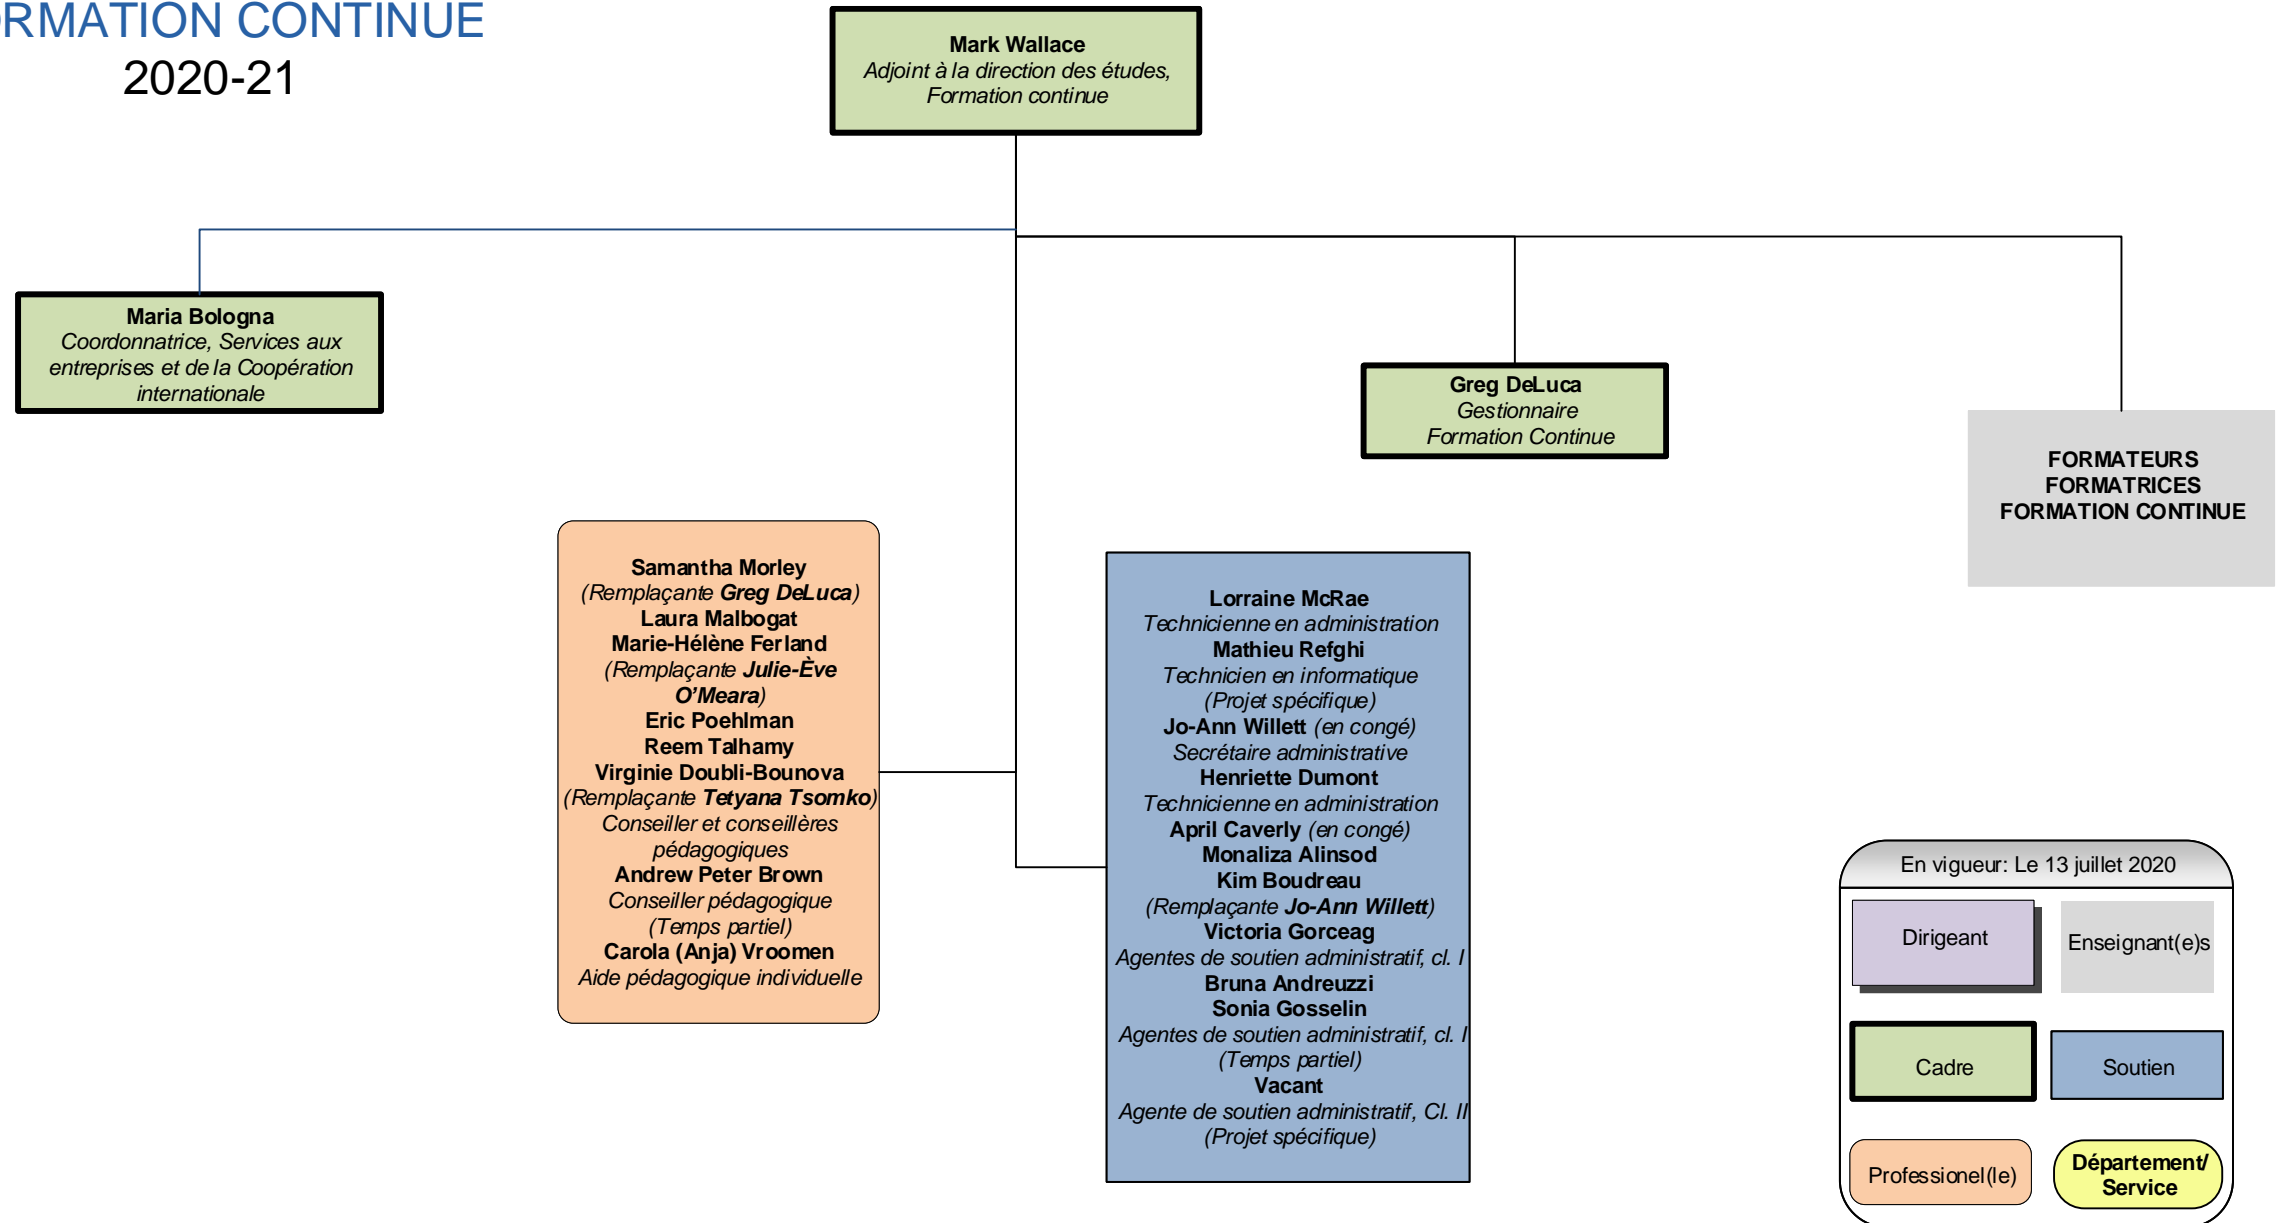 ORMATION CONTINUE
2020-21
Mark Wallace
Adjoint à la direction des études,
Formation continue
Maria Bologna
Coordonnatrice, Services aux
entreprises et de la Coopération
internationale
Greg DeLuca
Gestionnaire
Formation Continue
FORMATEURS
FORMATRICES
FORMATION CONTINUE
Samantha Morley
(Remplaçante Greg DeLuca)
Laura Malbogat
Marie-Hélène Ferland
(Remplaçante Julie-Ève
O'Meara)
Eric Poehlman
Reem Talhamy
Virginie Doubli-Bounova
(Remplaçante Tetyana Tsomko)
Conseiller et conseillères
pédagogiques
Andrew Peter Brown
Conseiller pédagogique
(Temps partiel)
Carola (Anja) Vroomen
Aide pédagogique individuelle
Lorraine McRae
Technicienne en administration
Mathieu Refghi
Technicien en informatique
(Projet spécifique)
Jo-Ann Willett (en congé)
Secrétaire administrative
Henriette Dumont
Technicienne en administration
April Caverly (en congé)
Monaliza Alinsod
Kim Boudreau
(Remplaçante Jo-Ann Willett)
Victoria Gorceag
Agentes de soutien administratif, cl. I
Bruna Andreuzzi
Sonia Gosselin
Agentes de soutien administratif, cl. I
(Temps partiel)
Vacant
Agente de soutien administratif, Cl. II
(Projet spécifique)
En vigueur: Le 13 juillet 2020
Dirigeant
Enseignant(e)s
Cadre
Soutien
Professionel(le)
Département/
Service